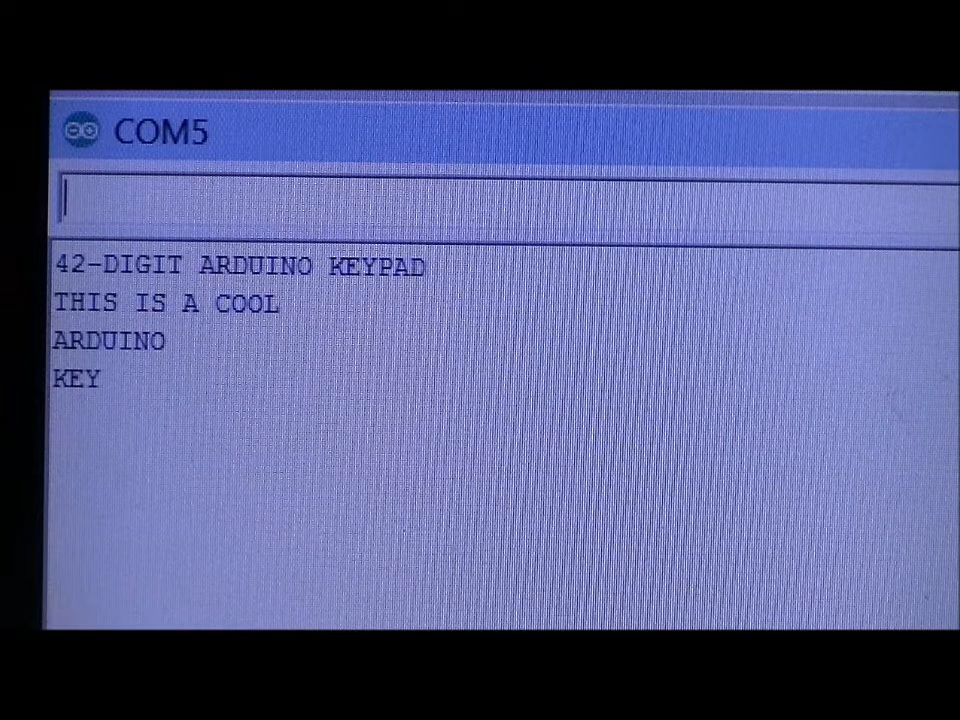 COM5
42-DIGIT ARDUINO KEYPAD
THIS IS A COOL
ARDUINO
KEY